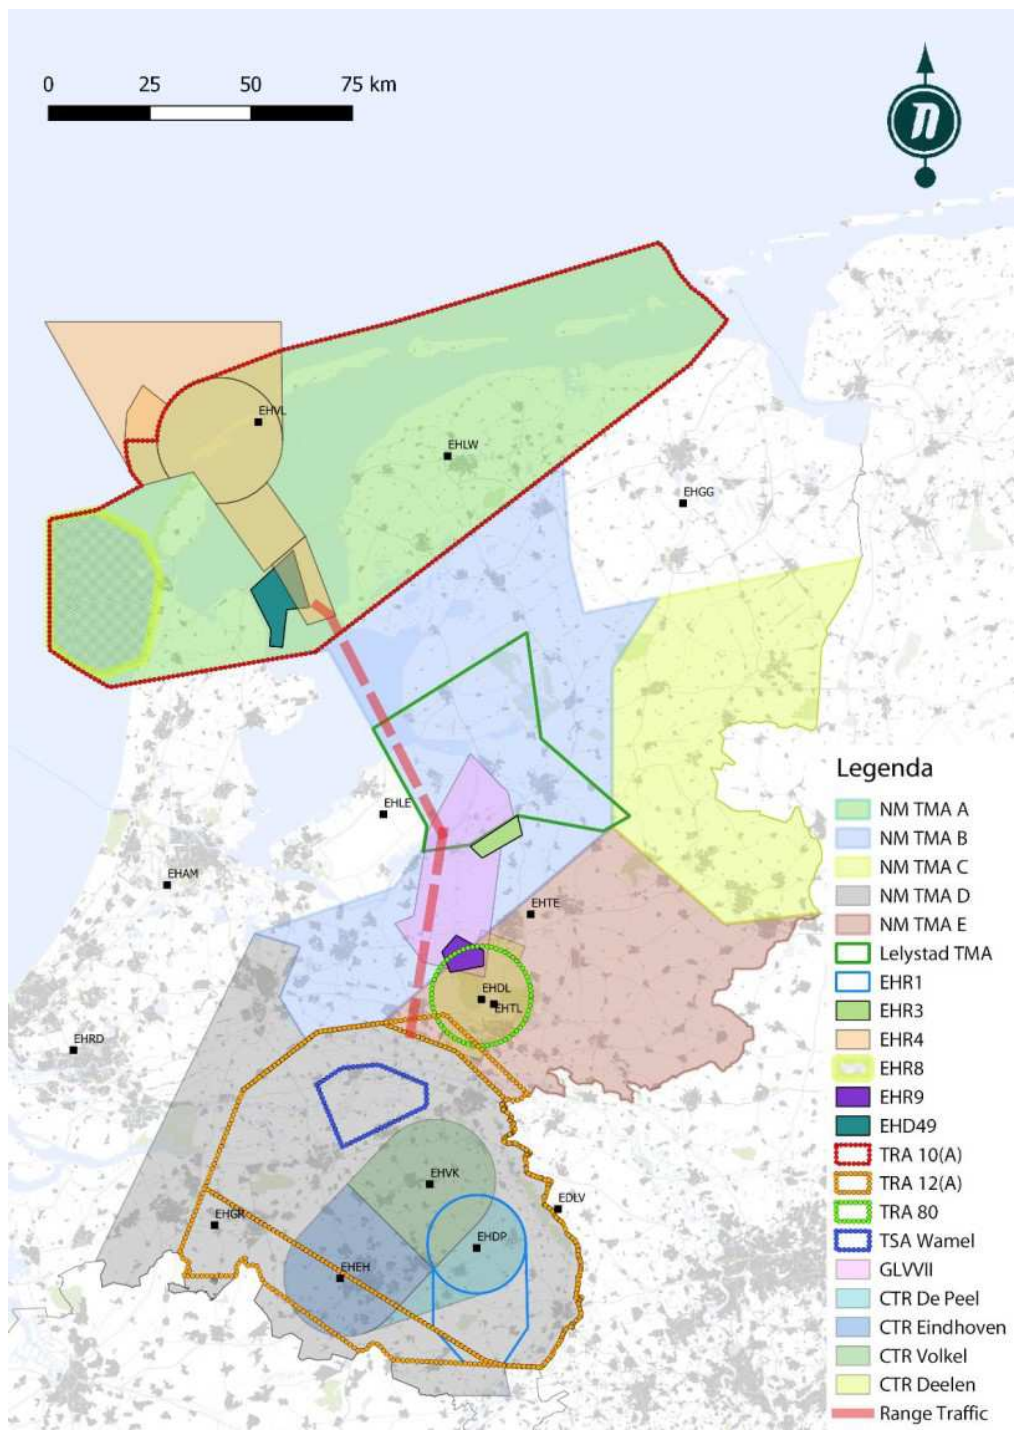 0 25 50 75 km
n
EHVL
EHLW
EHGG
EHLE
EHAM
EHTE
EHDL
EHTL
EHRD
EHVK
EDLV
EHGR
EHDP
EHEH
Legenda
NM TMA A
NM TMA B
NM TMA C
NM TMA D
NM TMA E
Lelystad TMA
EHR1
EHR3
EHR4
EHR8
EHR9
EHD49
TRA 10(A)
TRA 12(A)
TRA 80
TSA Wamel
GLVVII
CTR De Peel
CTR Eindhoven
CTR Volkel
CTR Deelen
Range Traffic